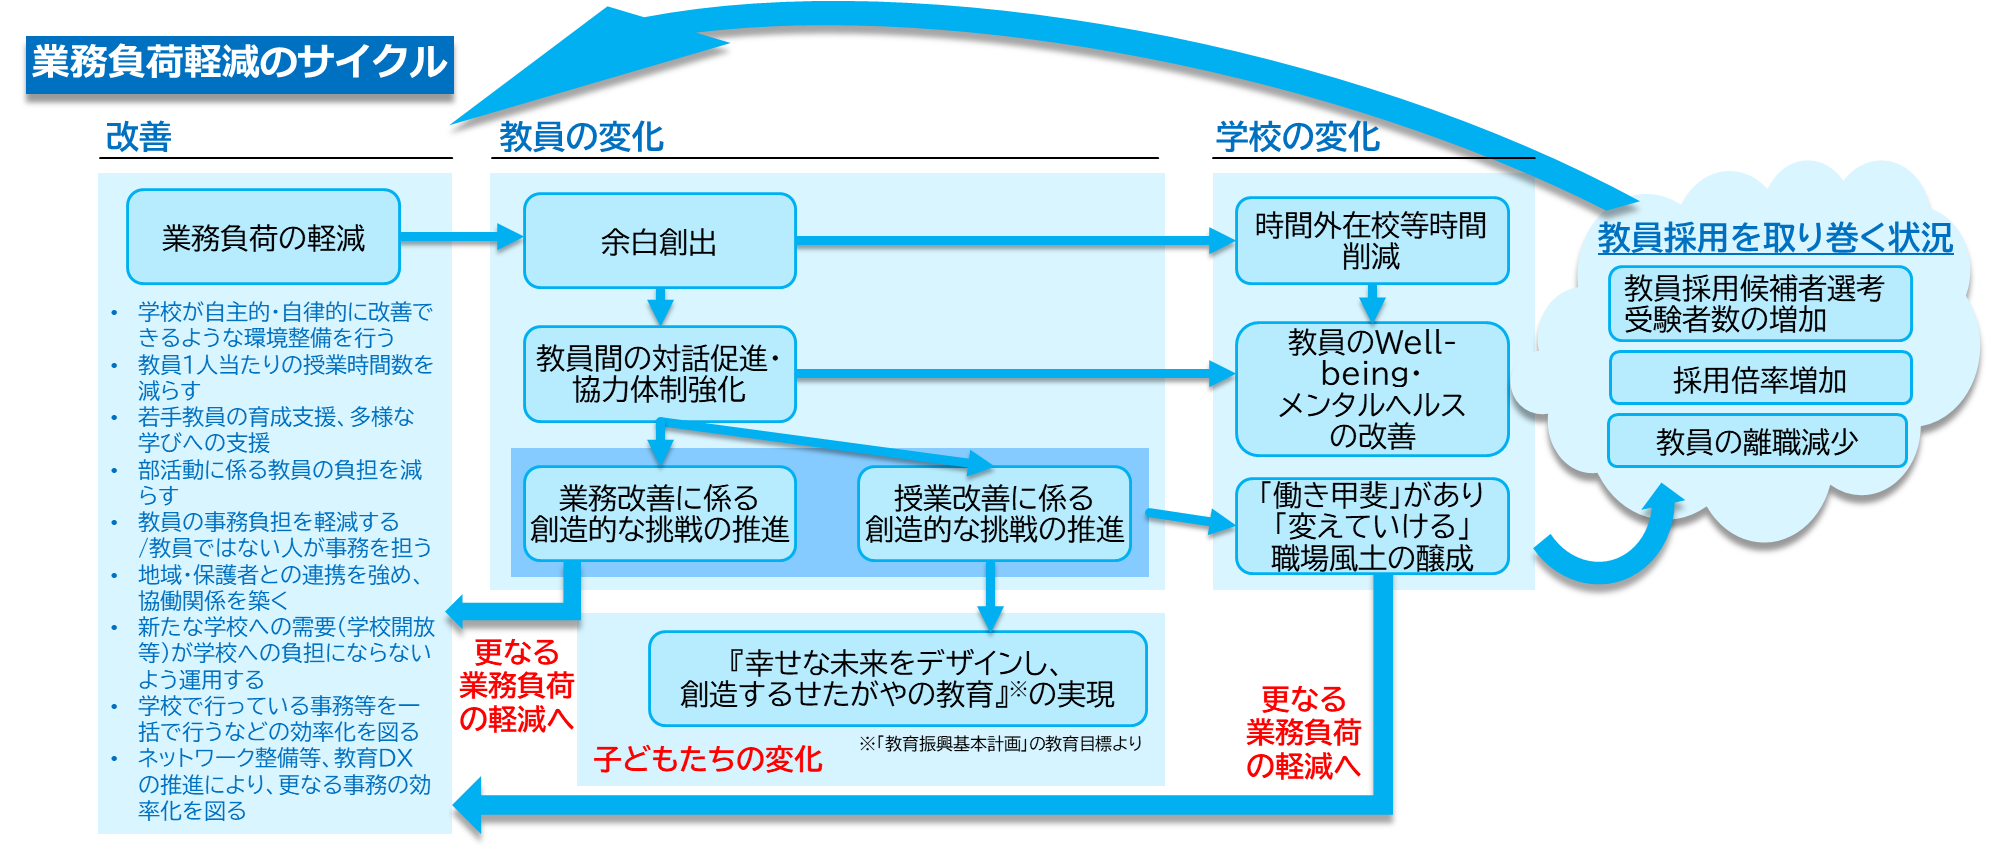 業務負荷軽減のサイクル
改善
業務負荷の軽減
• 学校が自主的・自律的に改善で
きるような環境整備を行う
• 教員1人当たりの授業時間数を
減らす
• 若手教員の育成支援、多様な
学びへの支援
• 部活動に係る教員の負担を減
らす
• 教員の事務負担を軽減する
/教員ではない人が事務を担う
• 地域・保護者との連携を強め、
協働関係を築く
• 新たな学校への需要(学校開放
等)が学校への負担にならない
よう運用する
• 学校で行っている事務等を一
括で行うなどの効率化を図る
• ネットワーク整備等、教育DX
の推進により、更なる事務の効
率化を図る
教員の変化
余白創出
教員間の対話促進・
協力体制強化
業務改善に係る
創造的な挑戦の推進
授業改善に係る
創造的な挑戦の推進
更なる
業務負荷
の軽減へ
『幸せな未来をデザインし、
創造するせたがやの教育』※の実現
※「教育振興基本計画」の教育目標より
子どもたちの変化
学校の変化
時間外在校等時間
削減
教員のWell-
being・
メンタルヘルス
の改善
「働き甲斐」があり
「変えていける」
職場風土の醸成
更なる
業務負荷
の軽減へ
教員採用を取り巻く状況
教員採用候補者選考
受験者数の増加
採用倍率増加
教員の離職減少